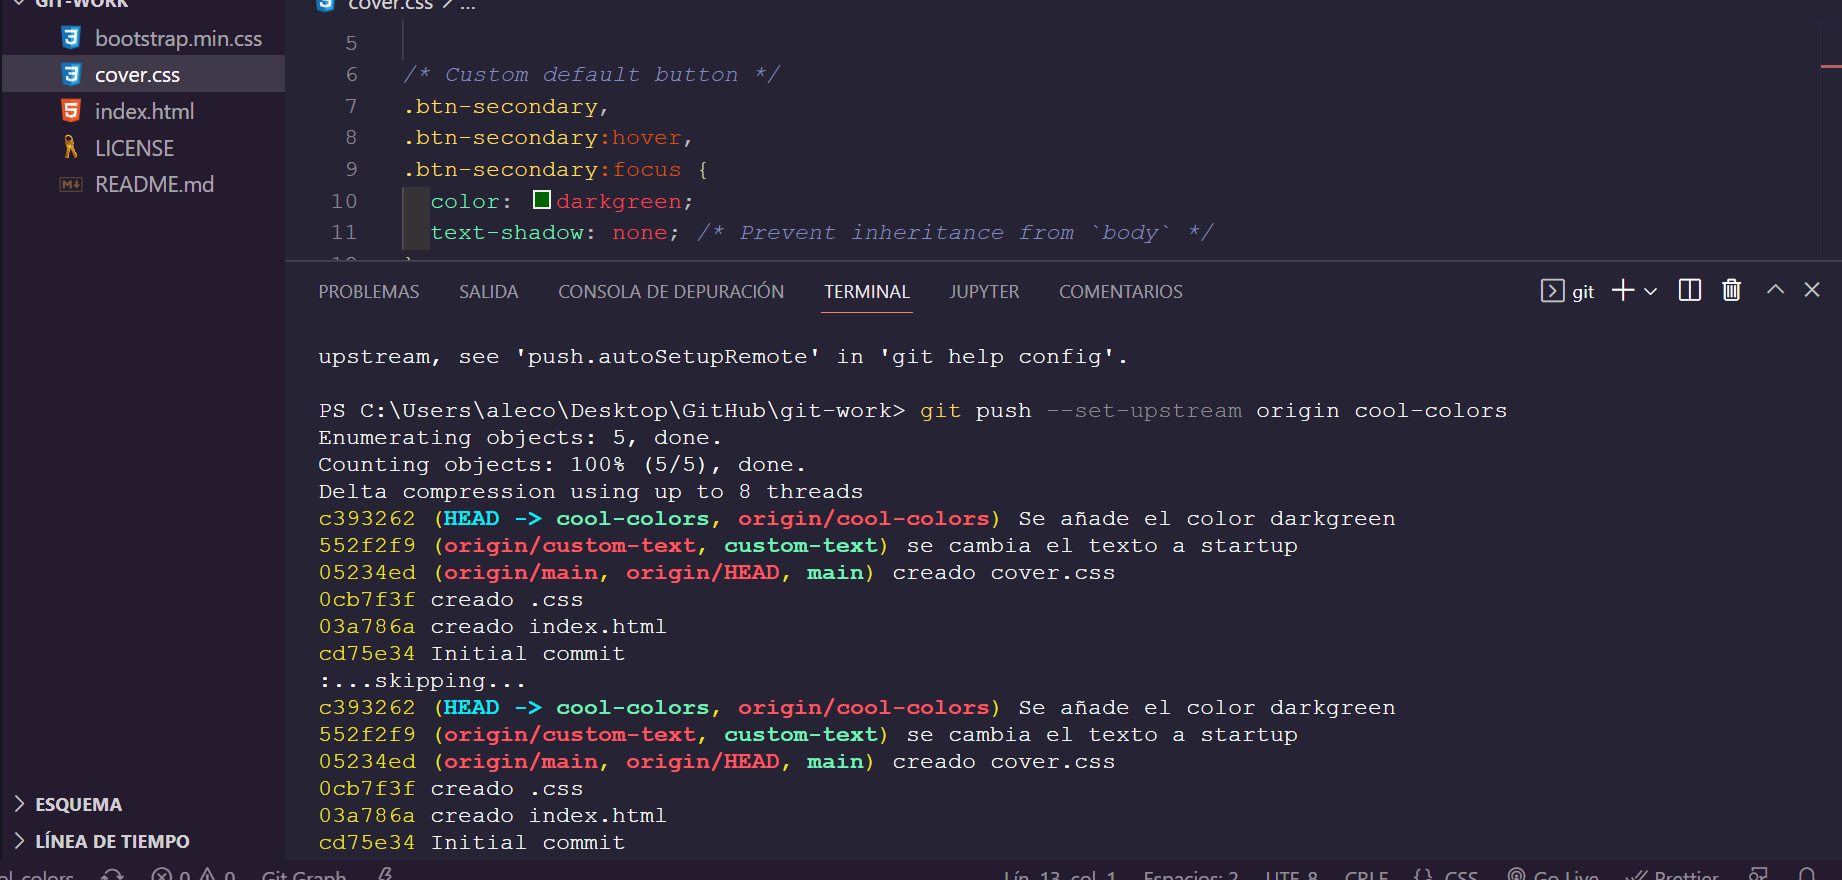 GIT-WORK
bootstrap.min.css
cover.css
index.html
LICENSE
README.md
ESQUEMA
LÍNEA DE TIEMPO
cover.css > ...
5
6 /* Custom default button */
7 .btn-secondary,
8 .btn-secondary:hover,
9 .btn-secondary:focus {
10 color: darkgreen;
11 text-shadow: none; /* Prevent inheritance from `body` */
PROBLEMAS SALIDA CONSOLA DE DEPURACIÓN TERMINAL JUPYTER COMENTARIOS git
upstream, see 'push.autoSetupRemote' in 'git help config'.
PS C:\Users\aleco\Desktop\GitHub\git-work> git push --set-upstream origin cool-colors
Enumerating objects: 5, done.
Counting objects: 100% (5/5), done.
Delta compression using up to 8 threads
c393262 (HEAD -> cool-colors, origin/cool-colors) Se añade el color darkgreen
552f2f9 (origin/custom-text, custom-text) se cambia el texto a startup
05234ed (origin/main, origin/HEAD, main) creado cover.css
0cb7f3f creado .css
03a786a creado index.html
cd75e34 Initial commit
:...skipping...
c393262 (HEAD -> cool-colors, origin/cool-colors) Se añade el color darkgreen
552f2f9 (origin/custom-text, custom-text) se cambia el texto a startup
05234ed (origin/main, origin/HEAD, main) creado cover.css
0cb7f3f creado .css
03a786a creado index.html
cd75e34 Initial commit
ol-colors 0 0 Git Graph Lín. 13, col. 1 Espacios: 2 UTF-8 CRLF {} CSS Go Live Prettier